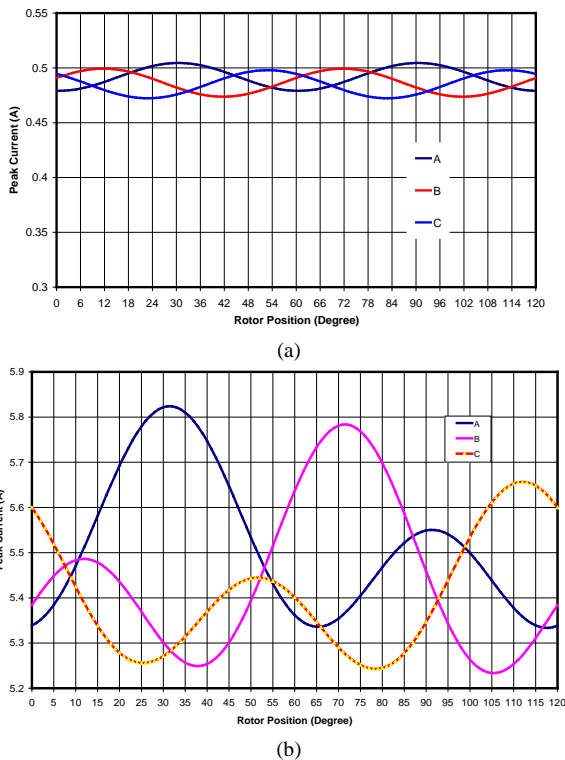 0.55
0.5
0.45
0.4
0.35
0.3
Peak Current (A)
A
B
C
0 6 12 18 24 30 36 42 48 54 60 66 72 78 84 90 96 102 108 114 120
Rotor Position (Degree)
(a)
5.9
5.8
5.7
5.6
5.5
5.4
5.3
5.2
Peak Current (A)
A
B
C
0 5 10 15 20 25 30 35 40 45 50 55 60 65 70 75 80 85 90 95 100 105 110 115 120
Rotor Position (Degree)
(b)